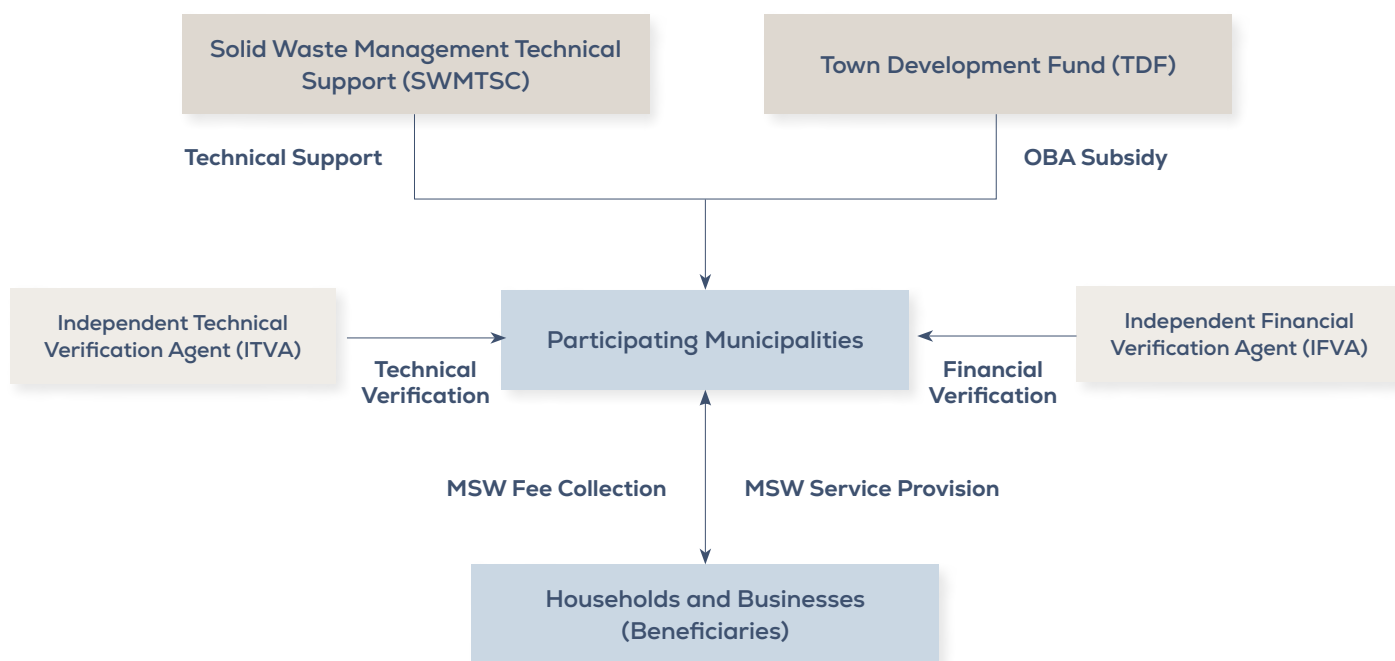 Solid Waste Management Technical
Support (SWMTSC)
Town Development Fund (TDF)
Technical Support
OBA Subsidy
Independent Technical
Verification Agent (ITVA)
Participating Municipalities
Independent Financial
Verification Agent (IFVA)
Technical
Verification
Financial
Verification
MSW Fee Collection
MSW Service Provision
Households and Businesses
(Beneficiaries)